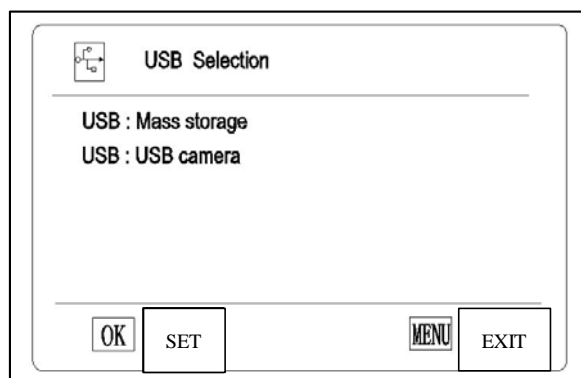 USB Selection
USB : Mass storage
USB : USB camera
OK SET MENU EXIT